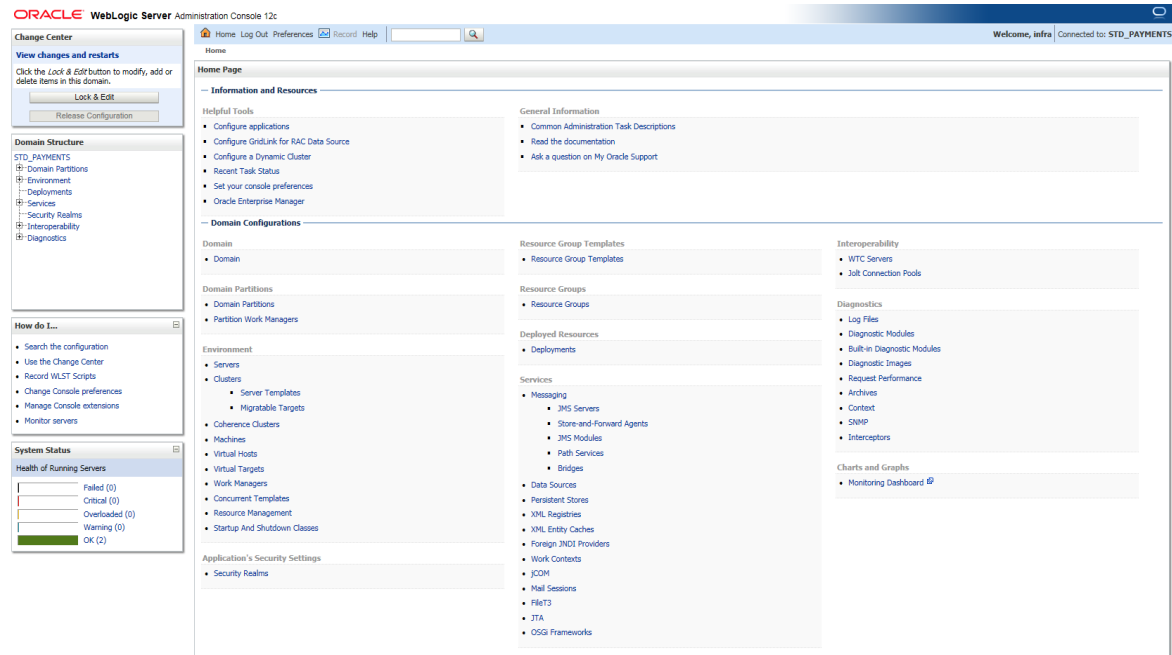 ORACLE WebLogic Server Administration Console 12c
Change Center
View changes and restarts
Click the Lock & Edit button to modify, add or
delete items in this domain.
Lock & Edit
Release Configuration
Domain Structure
STD_PAYMENTS
Domain Partitions
Environment
Deployments
Services
Security Realms
Interoperability
Diagnostics
How do I...
Search the configuration
Use the Change Center
Record WLST Scripts
Change Console preferences
Manage Console extensions
Monitor servers
System Status
Health of Running Servers
Failed (0)
Critical (0)
Overloaded (0)
Warning (0)
OK (2)
Home Log Out Preferences Record Help
Welcome, infra Connected to: STD_PAYMENTS
Home
Home Page
Information and Resources
Helpful Tools
Configure applications
Configure GridLink for RAC Data Source
Configure a Dynamic Cluster
Recent Task Status
Set your console preferences
Oracle Enterprise Manager
General Information
Common Administration Task Descriptions
Read the documentation
Ask a question on My Oracle Support
Domain Configurations
Domain
Domain
Domain Partitions
Domain Partitions
Partition Work Managers
Environment
Servers
Clusters
Server Templates
Migratable Targets
Coherence Clusters
Machines
Virtual Hosts
Virtual Targets
Work Managers
Concurrent Templates
Resource Management
Startup And Shutdown Classes
Application's Security Settings
Security Realms
Resource Group Templates
Resource Group Templates
Resource Groups
Resource Groups
Deployed Resources
Deployments
Services
Messaging
JMS Servers
Store-and-Forward Agents
JMS Modules
Path Services
Bridges
Data Sources
Persistent Stores
XML Registries
XML Entity Caches
Foreign JNDI Providers
Work Contexts
jCOM
Mail Sessions
FileT3
JTA
OSGi Frameworks
Interoperability
WTC Servers
Jolt Connection Pools
Diagnostics
Log Files
Diagnostic Modules
Built-in Diagnostic Modules
Diagnostic Images
Request Performance
Archives
Context
SNMP
Interceptors
Charts and Graphs
Monitoring Dashboard